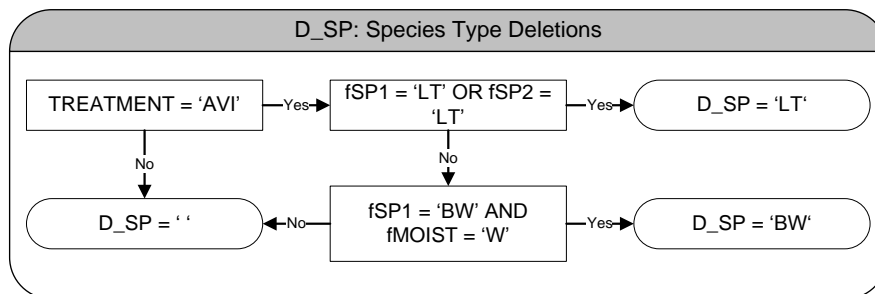 D_SP: Species Type Deletions
TREATMENT = ‘AVI’
Yes
fSP1 = ‘LT’ OR fSP2 =
‘LT’
Yes
D_SP = ‘LT‘
No
No
D_SP = ‘ ‘
No
fSP1 = ‘BW’ AND
fMOIST = ‘W’
Yes
D_SP = ‘BW‘